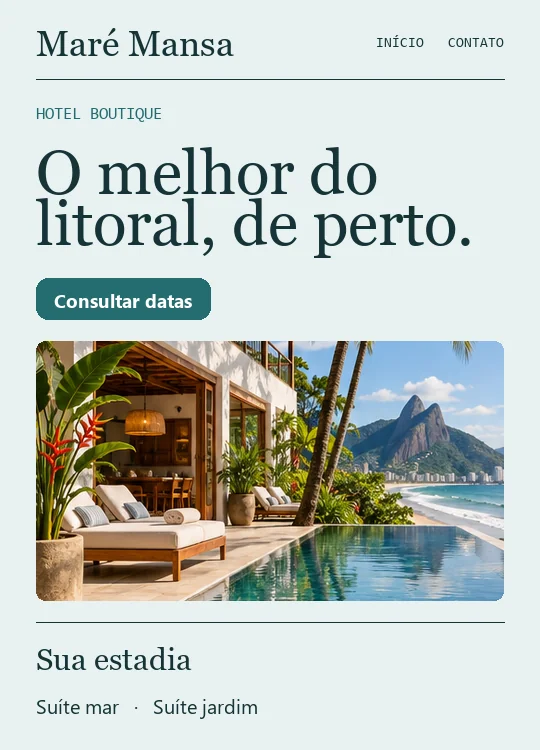 Maré Mansa
INÍCIO CONTATO
HOTEL BOUTIQUE
O melhor do
litoral, de perto.
Consultar datas
Sua estadia
Suíte mar · Suíte jardim